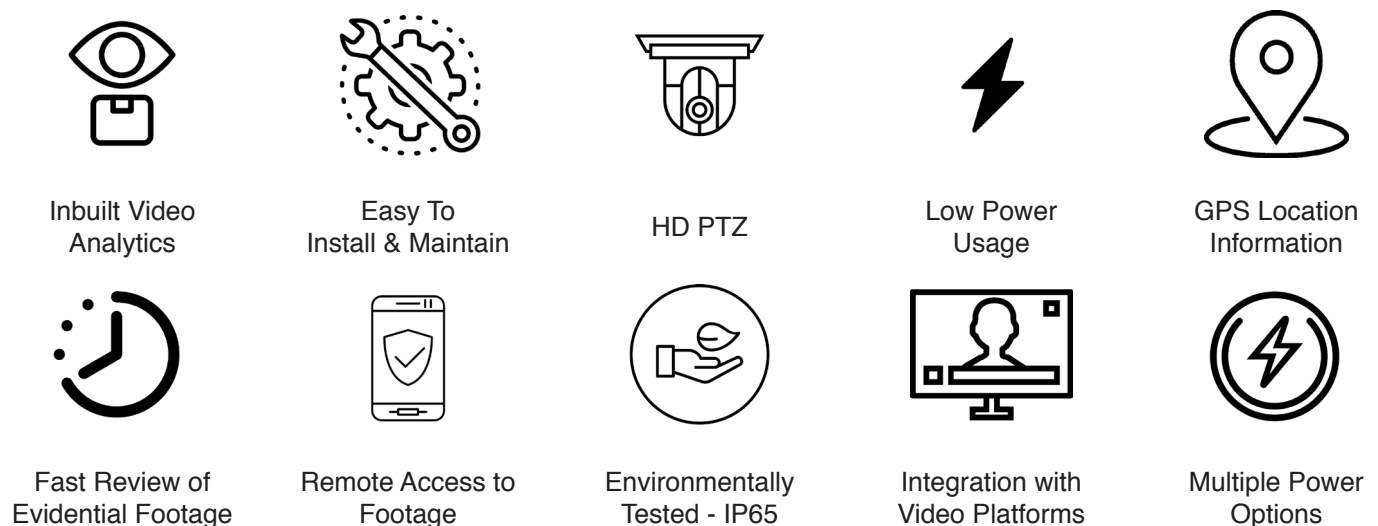 Inbuilt Video
Analytics
Easy To
Install & Maintain
HD PTZ
Low Power
Usage
GPS Location
Information
Fast Review of
Evidential Footage
Remote Access to
Footage
Environmentally
Tested - IP65
Integration with
Video Platforms
Multiple Power
Options